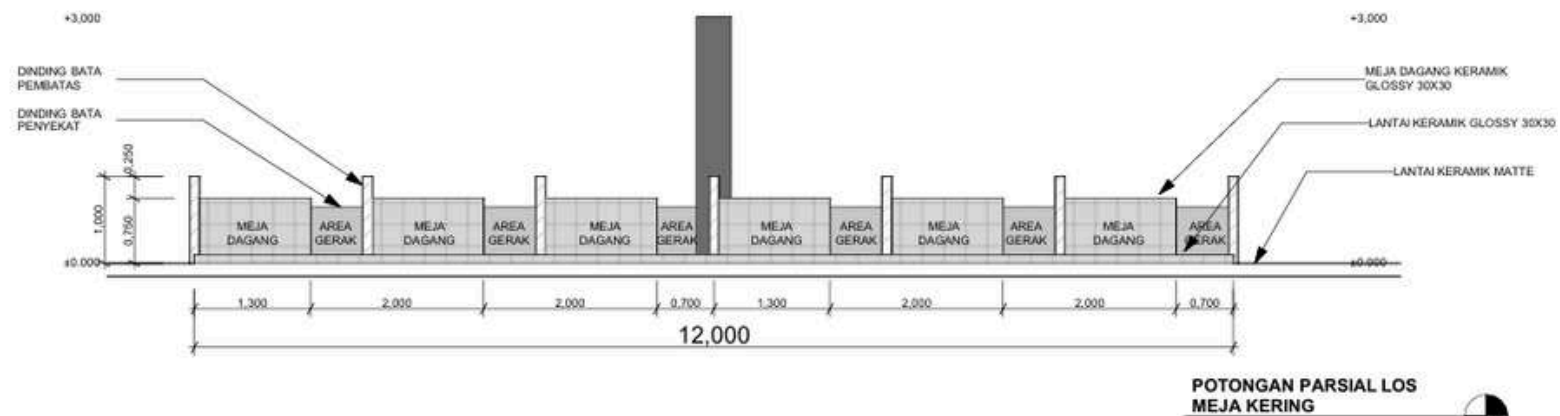 +3,000
+3,000
DINDING BATA
PEMBATAS
DINDING BATA
PENYEKAT
MEJA DAGANG KERAMIK
GLOSSY 30X30
LANTAI KERAMIK GLOSSY 30X30
LANTAI KERAMIK MATTE
0,250
1,000
0,750
MEJA
DAGANG
AREA
GERAK
MEJA
DAGANG
AREA
GERAK
MEJA
DAGANG
AREA
GERAK
MEJA
DAGANG
AREA
GERAK
MEJA
DAGANG
AREA
GERAK
MEJA
DAGANG
AREA
GERAK
±0.000
±0.000
1,300
2,000
2,000
0,700
1,300
2,000
2,000
0,700
12,000
POTONGAN PARSIAL LOS
MEJA KERING